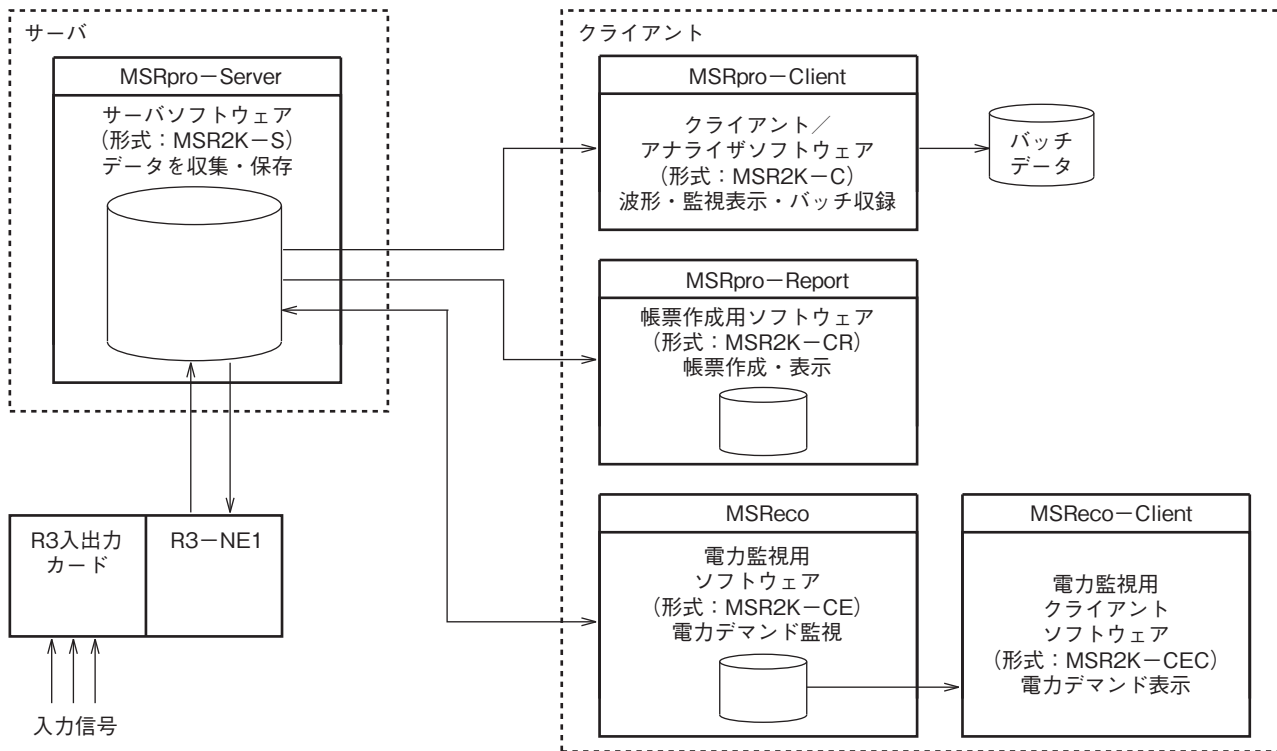 サーバ
MSRpro-Server
サーバソフトウェア
(形式：MSR2K-S)
データを収集・保存
R3入出力
カード
R3-NE1
入力信号
クライアント
MSRpro-Client
クライアント／
アナライザソフトウェア
(形式：MSR2K-C)
波形・監視表示・バッチ収録
バッチ
データ
MSRpro-Report
帳票作成用ソフトウェア
(形式：MSR2K-CR)
帳票作成・表示
MSReco
電力監視用
ソフトウェア
(形式：MSR2K-CE)
電力デマンド監視
MSReco-Client
電力監視用
クライアント
ソフトウェア
(形式：MSR2K-CEC)
電力デマンド表示